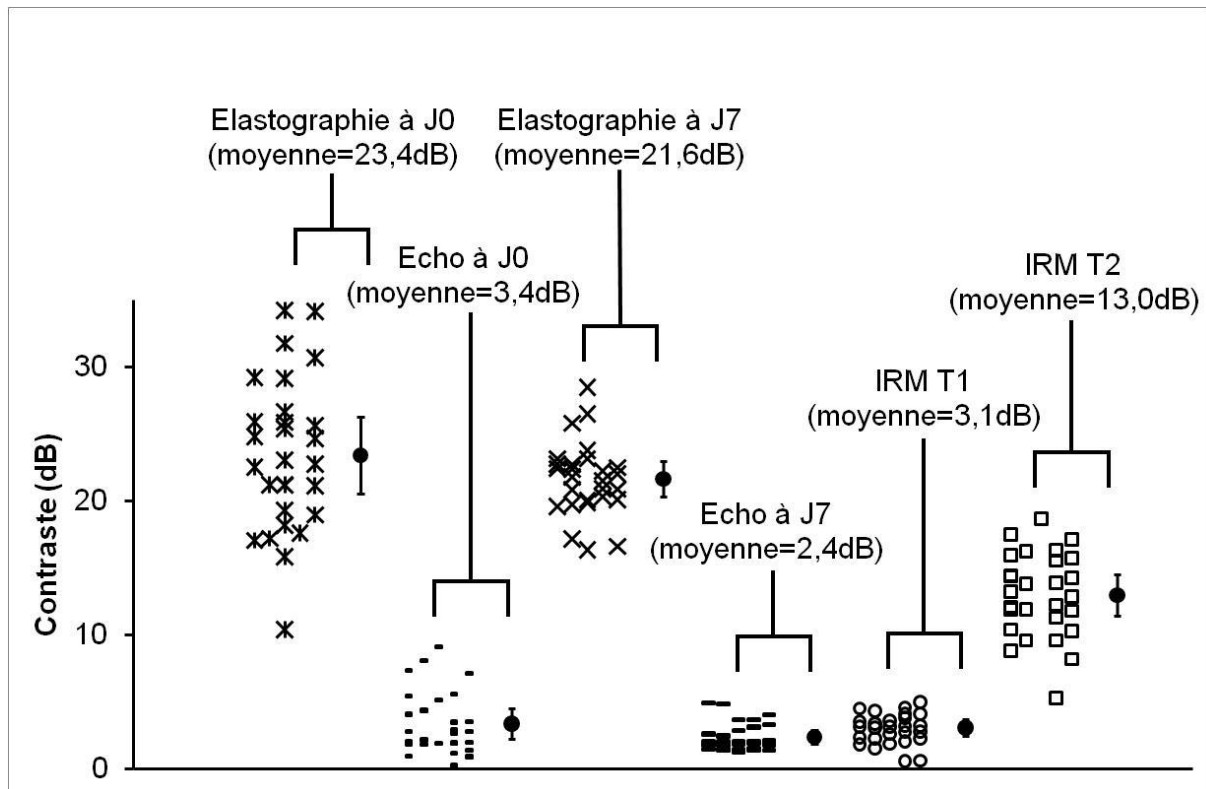 Elastographie à J0
(moyenne=23,4dB)
Elastographie à J7
(moyenne=21,6dB)
Echo à J0
(moyenne=3,4dB)
IRM T2
(moyenne=13,0dB)
IRM T1
(moyenne=3,1dB)
Echo à J7
(moyenne=2,4dB)
Contraste (dB)
30
20
10
0